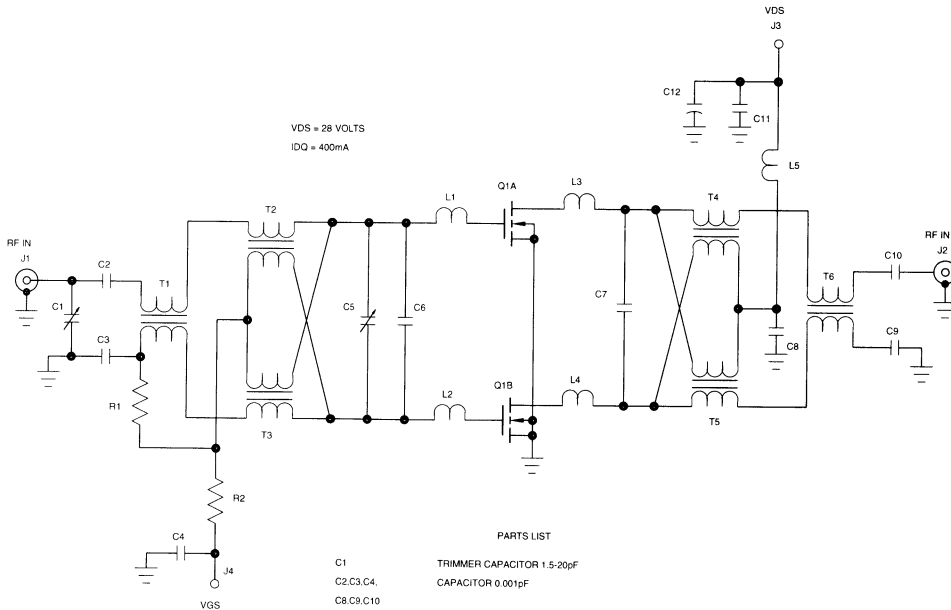 VDS
J3
C12
C11
VDS = 28 VOLTS
IDQ = 400mA
L5
Q1A
L1
L3
T2
T4
RF IN
J1
C2
T1
C1
C3
C5
C6
C7
T6
C10
RF IN
J2
C8
C9
R1
T3
L2
Q1B
L4
T5
R2
C4
J4
VGS
PARTS LIST
C1 TRIMMER CAPACITOR 1.5-20pF
C2,C3,C4, CAPACITOR 0.001pF
C8,C9,C10